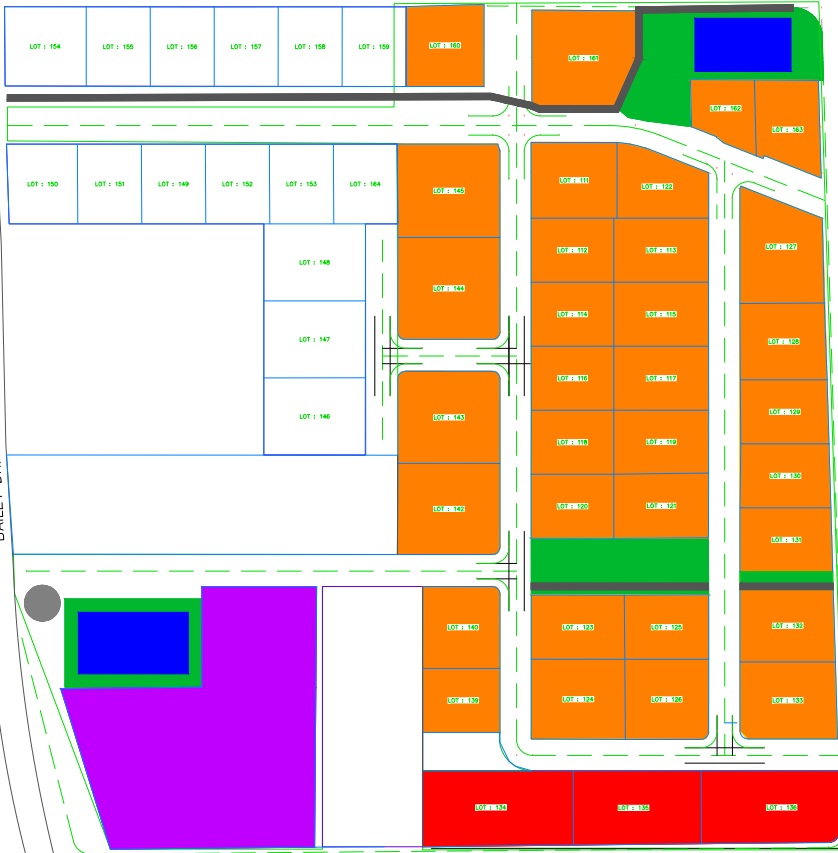 LOT : 154
LOT : 155
LOT : 156
LOT : 157
LOT : 158
LOT : 159
LOT : 160
LOT : 161
LOT : 162
LOT : 163
LOT : 150
LOT : 151
LOT : 149
LOT : 152
LOT : 153
LOT : 164
LOT : 145
LOT : 111
LOT : 122
LOT : 127
LOT : 148
LOT : 112
LOT : 113
LOT : 144
LOT : 114
LOT : 115
LOT : 147
LOT : 128
LOT : 116
LOT : 117
LOT : 146
LOT : 143
LOT : 129
LOT : 118
LOT : 119
LOT : 130
LOT : 142
LOT : 120
LOT : 121
LOT : 131
LOT : 140
LOT : 123
LOT : 125
LOT : 132
LOT : 139
LOT : 124
LOT : 126
LOT : 133
LOT : 134
LOT : 135
LOT : 136